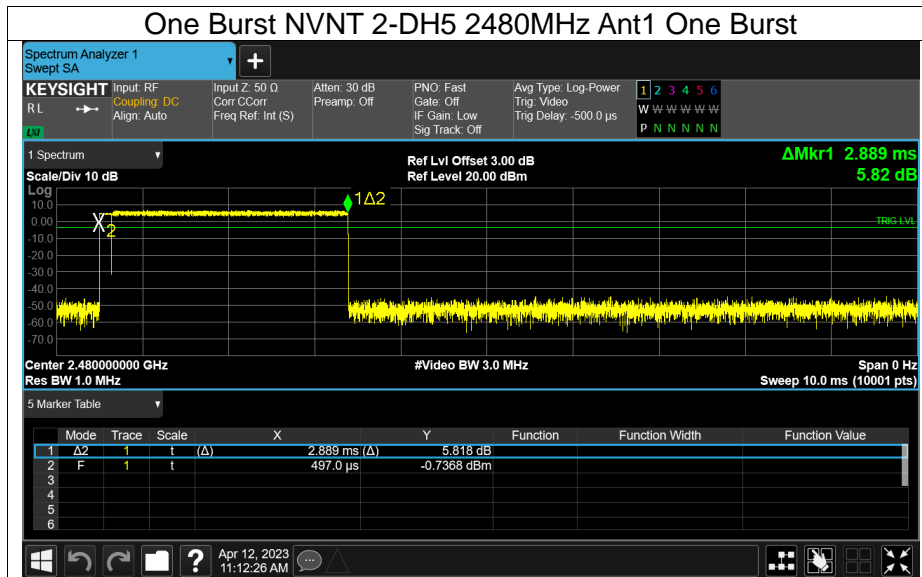 One Burst NVNT 2-DH5 2480MHz Ant1 One Burst
Spectrum Analyzer 1
Swept SA
+
KEYSIGHT Input: RF Input Z: 50 Ω Atten: 30 dB PNO: Fast Avg Type: Log-Power 1 2 3 4 5 6
R L Coupling: DC Corr CCorr Preamp: Off Gate: Off Trig: Video W W W W W W
Align: Auto Freq Ref: Int (S) IF Gain: Low Trig Delay: -500.0 µs
LXI Sig Track: Off P N N N N N
1 Spectrum Ref Lvl Offset 3.00 dB ΔMkr1 2.889 ms
Scale/Div 10 dB Ref Level 20.00 dBm 5.82 dB
Log
10.0 1Δ2
0.00 X2 TRIG LVL
-10.0
-20.0
-30.0
-40.0
-50.0
-60.0
-70.0
Center 2.480000000 GHz #Video BW 3.0 MHz Span 0 Hz
Res BW 1.0 MHz Sweep 10.0 ms (10001 pts)
5 Marker Table
Mode Trace Scale X Y Function Function Width Function Value
1 Δ2 1 t (Δ) 2.889 ms (Δ) 5.818 dB
2 F 1 t 497.0 µs -0.7368 dBm
3
4
5
6
? Apr 12, 2023
11:12:26 AM